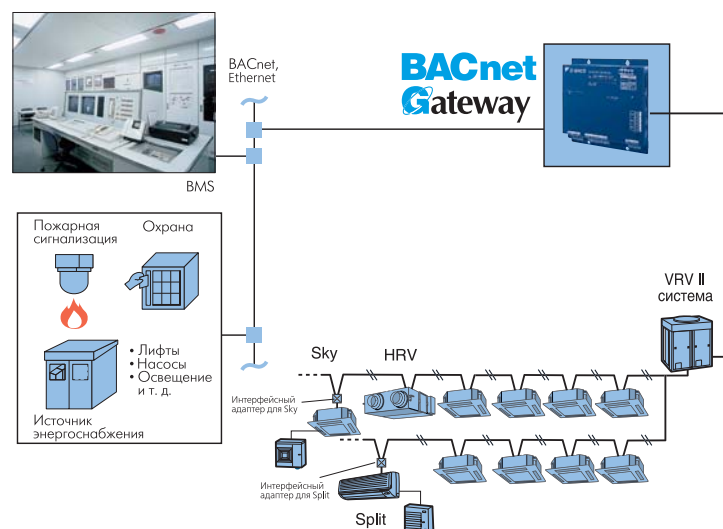 BACnet,
Ethernet
BACnet
Gateway
BMS
Пожарная
сигнализация
Охрана
• Лифты
• Насосы
• Освещение
и т. д.
Источник
энергоснабжения
VRV II
система
Sky
HRV
Интерфейсный
адаптер для Sky
Интерфейсный
адаптер для Split
Split